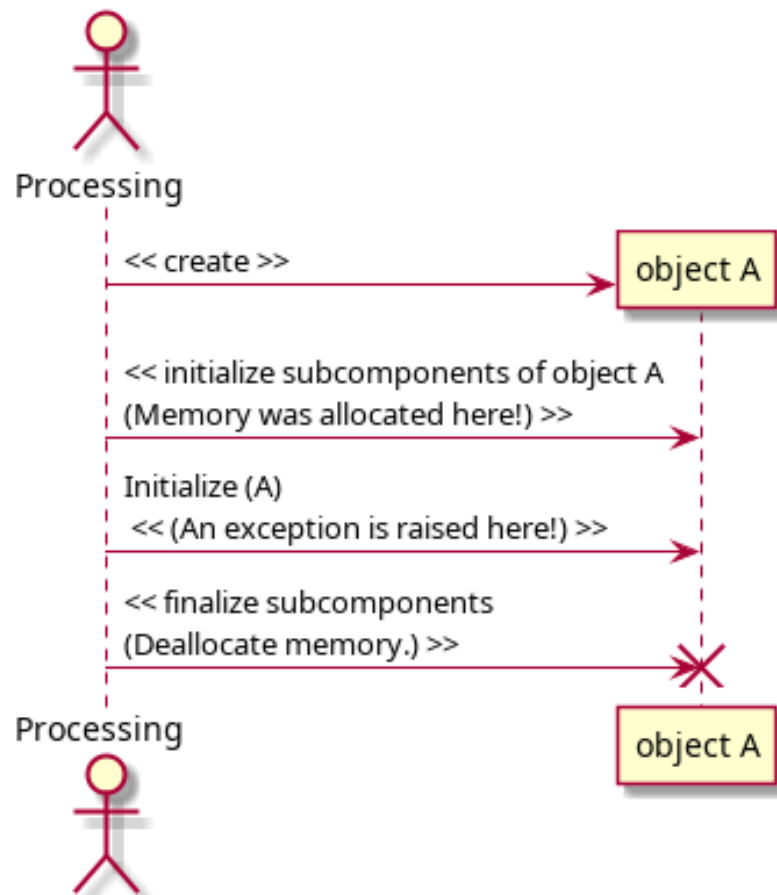 Processing
<< create >>
object A
<< initialize subcomponents of object A
(Memory was allocated here!) >>
Initialize (A)
<< (An exception is raised here!) >>
<< finalize subcomponents
(Deallocate memory.) >>
Processing
object A